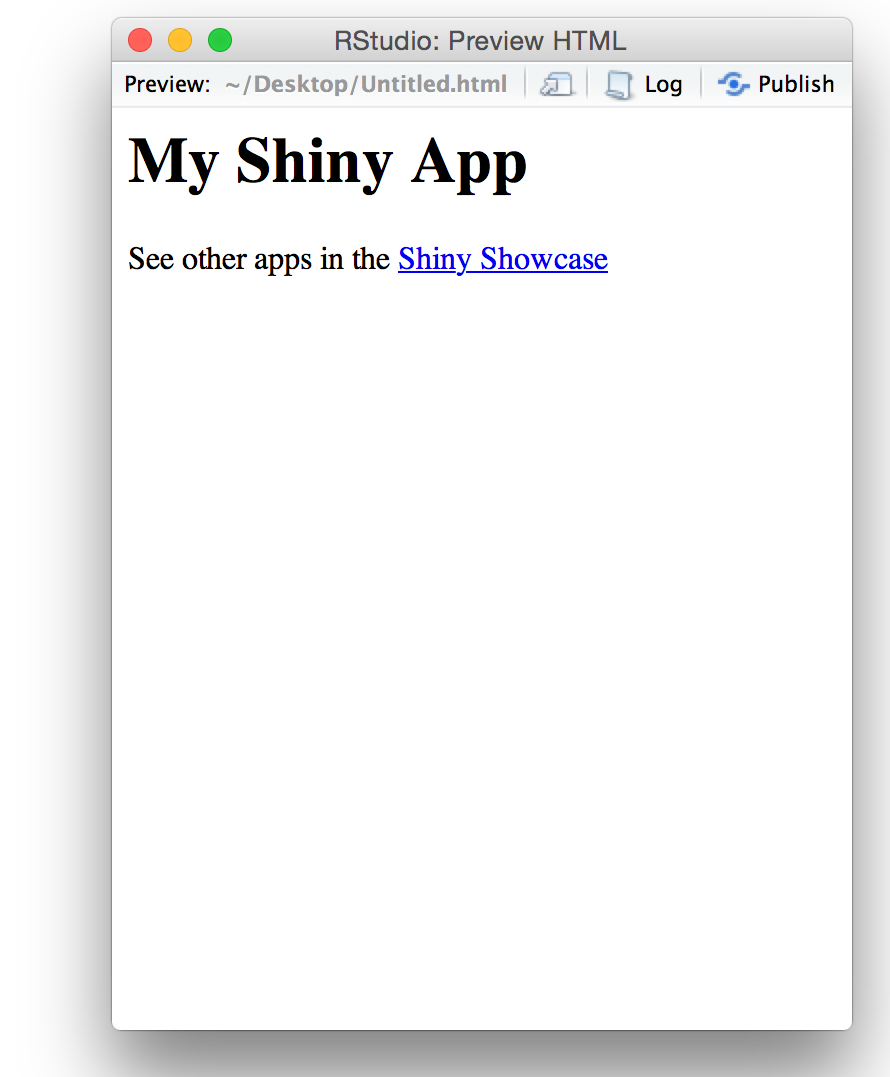 RStudio: Preview HTML
Preview: ~/Desktop/Untitled.html Log Publish
My Shiny App
See other apps in the Shiny Showcase